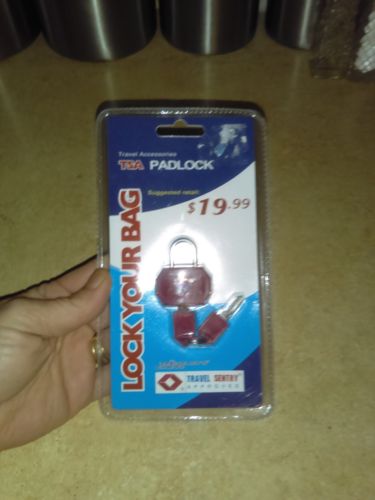 Travel Accessories
TSA PADLOCK
Suggested retail:
$19.99
LOCK YOUR BAG
TRAVEL SENTRY
APPROVED